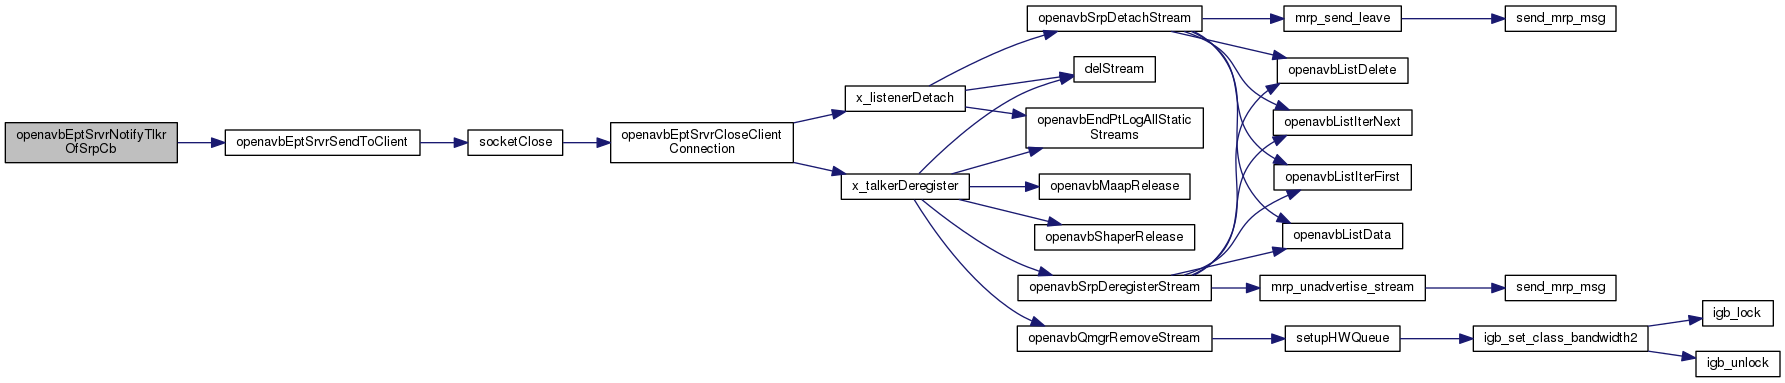 openavbEptSrvrNotifyTlkr
OfSrpCb
openavbEptSrvrSendToClient
socketClose
openavbEptSrvrCloseClient
Connection
x_listenerDetach
x_talkerDeregister
openavbSrpDetachStream
delStream
openavbEndPtLogAllStatic
Streams
openavbMaapRelease
openavbShaperRelease
openavbSrpDeregisterStream
openavbQmgrRemoveStream
mrp_send_leave
openavbListDelete
openavbListIterNext
openavbListIterFirst
openavbListData
mrp_unadvertise_stream
setupHWQueue
send_mrp_msg
send_mrp_msg
igb_set_class_bandwidth2
igb_lock
igb_unlock